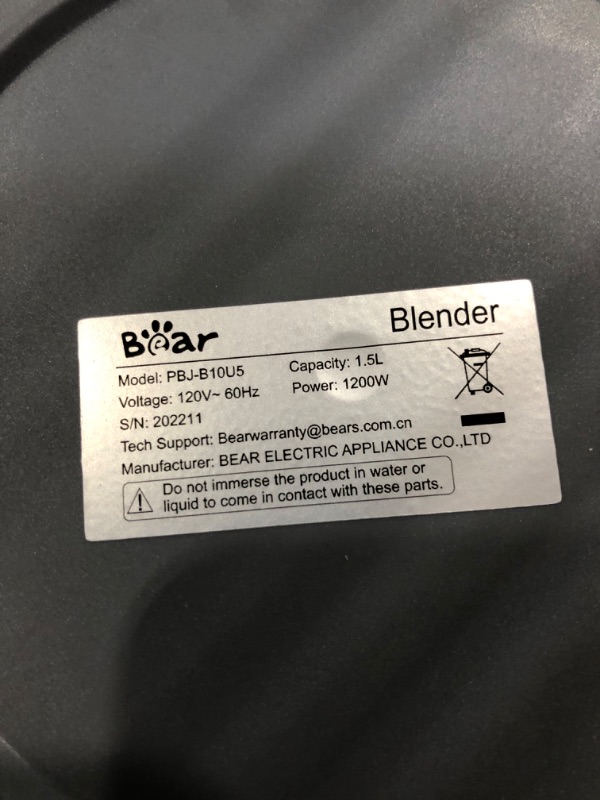 Bear
Blender
Model: PBJ-B10U5
Capacity: 1.5L
Voltage: 120V~ 60Hz
Power: 1200W
S/N: 202211
Tech Support: Bearwarranty@bears.com.cn
Manufacturer: BEAR ELECTRIC APPLIANCE CO.,LTD
Do not immerse the product in water or
liquid to come in contact with these parts.